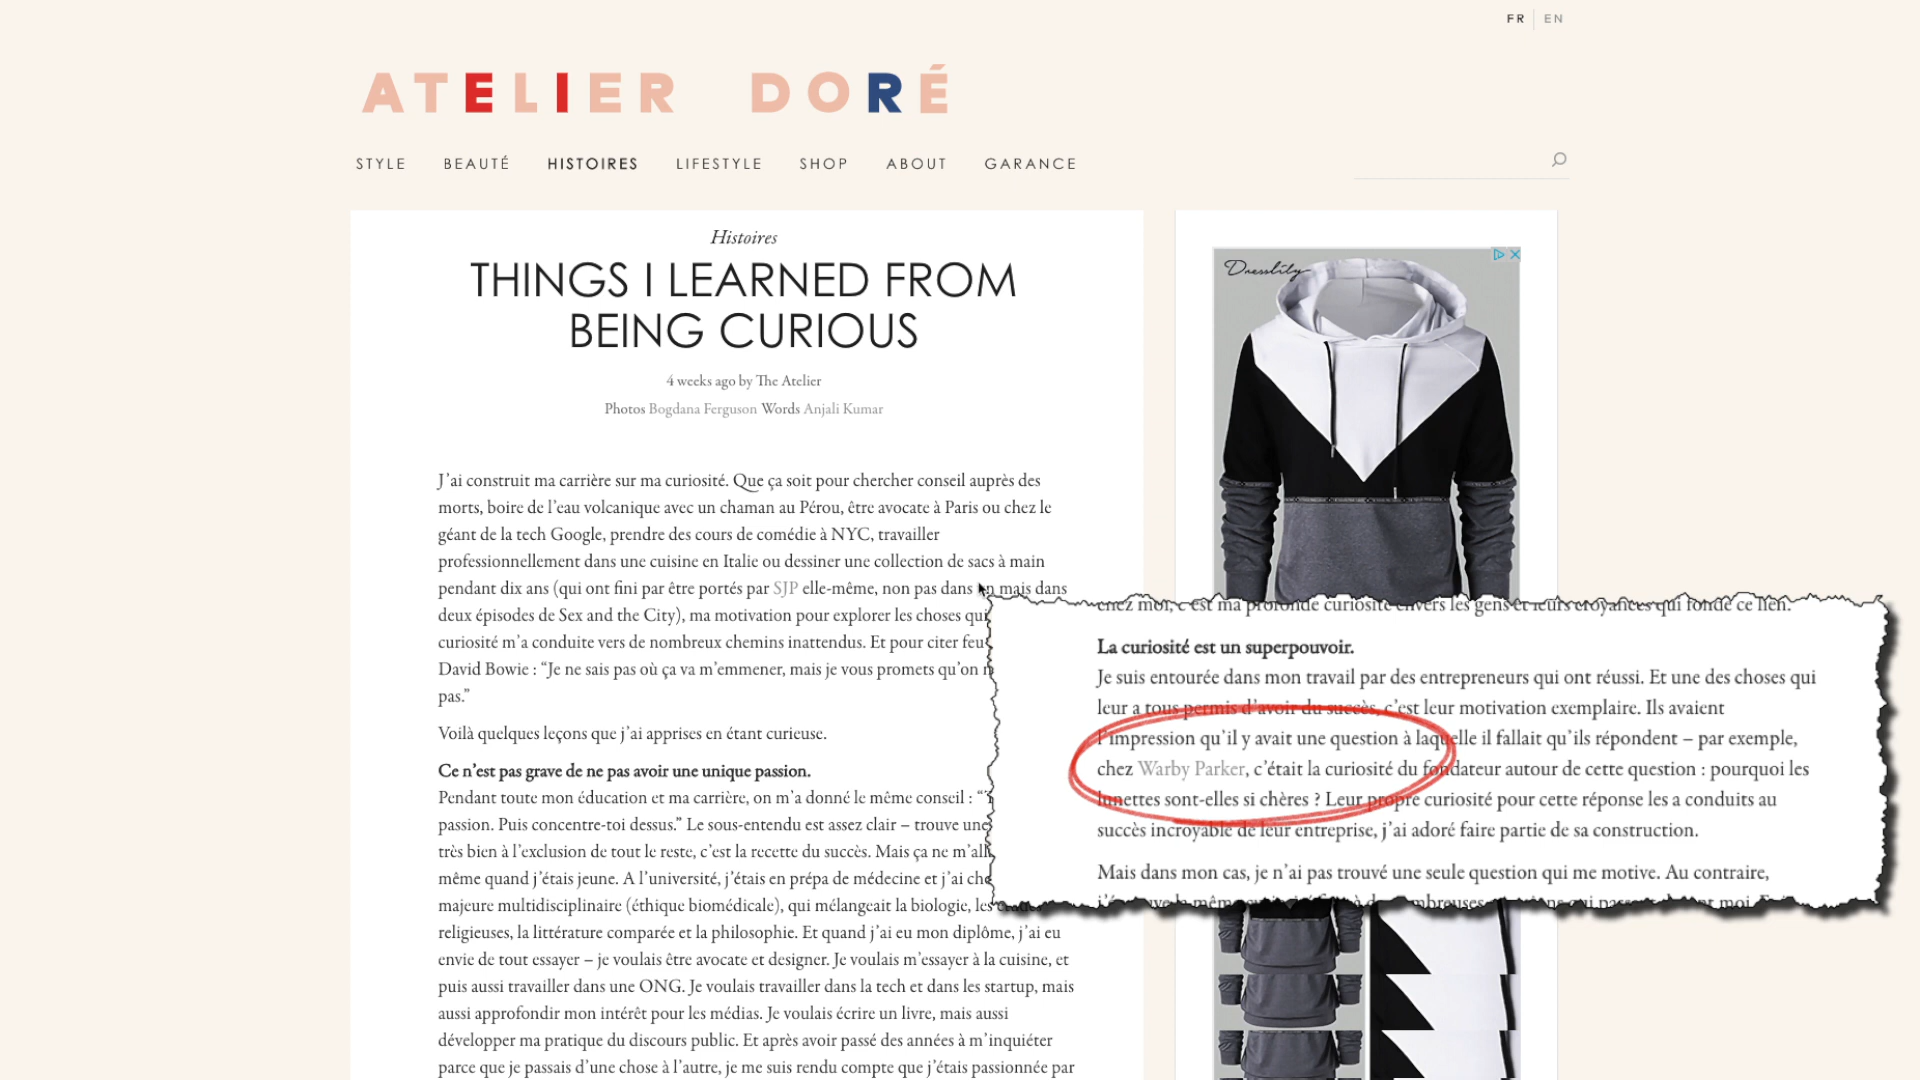 FR EN
ATELIER DORÉ
STYLE BEAUTÉ HISTOIRES LIFESTYLE SHOP ABOUT GARANCE
Histoires
THINGS I LEARNED FROM
BEING CURIOUS
4 weeks ago by The Atelier
Photos Bogdana Ferguson Words Anjali Kumar
J'ai construit ma carrière sur ma curiosité. Que ça soit pour chercher conseil auprès des
morts, boire de l'eau volcanique avec un chaman au Pérou, être avocate à Paris ou chez le
géant de la tech Google, prendre des cours de comédie à NYC, travailler
professionnellement dans une cuisine en Italie ou dessiner une collection de sacs à main
pendant dix ans (qui ont fini par être portés par SJP elle-même, non pas dans mais dans
deux épisodes de Sex and the City), ma motivation pour explorer les choses qui
curiosité m'a conduite vers de nombreux chemins inattendus. Et pour citer feu
David Bowie : “Je ne sais pas où ça va m'emmener, mais je vous promets qu'on
pas.”
Voilà quelques leçons que j'ai apprises en étant curieuse.
Ce n'est pas grave de ne pas avoir une unique passion.
Pendant toute mon éducation et ma carrière, on m'a donné le même conseil :
passion. Puis concentre-toi dessus.” Le sous-entendu est assez clair – trouve une
très bien à l'exclusion de tout le reste, c'est la recette du succès. Mais ça ne
même quand j'étais jeune. A l'université, j'étais en prépa de médecine et j'ai
majeure multidisciplinaire (éthique biomédicale), qui mélangeait la biologie, les
religieuses, la littérature comparée et la philosophie. Et quand j'ai eu mon diplôme, j'ai eu
envie de tout essayer – je voulais être avocate et designer. Je voulais m'essayer à la cuisine, et
puis aussi travailler dans une ONG. Je voulais travailler dans la tech et dans les startup, mais
aussi approfondir mon intérêt pour les médias. Je voulais écrire un livre, mais aussi
développer ma pratique du discours public. Et après avoir passé des années à m'inquiéter
parce que je passais d'une chose à l'autre, je me suis rendu compte que j'étais passionnée par
Dresslily
chez moi, c'est ma profonde curiosité envers les gens et leurs croyances qui fonde ce lien.
La curiosité est un superpouvoir.
Je suis entourée dans mon travail par des entrepreneurs qui ont réussi. Et une des choses qui
leur a tous permis d'avoir du succès, c'est leur motivation exemplaire. Ils avaient
l'impression qu'il y avait une question à laquelle il fallait qu'ils répondent – par exemple,
chez Warby Parker, c'était la curiosité du fondateur autour de cette question : pourquoi les
lunettes sont-elles si chères ? Leur propre curiosité pour cette réponse les a conduits au
succès incroyable de leur entreprise, j'ai adoré faire partie de sa construction.
Mais dans mon cas, je n'ai pas trouvé une seule question qui me motive. Au contraire,